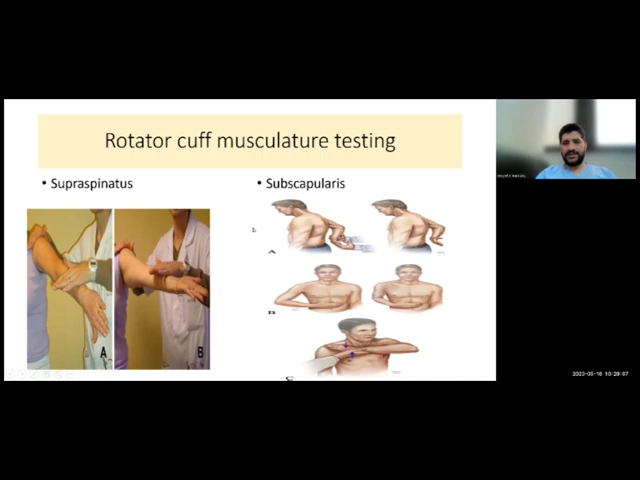 Rotator cuff musculature testing
• Supraspinatus
• Subscapularis
A
B
A
B
C
2023-05-16 10:29:07